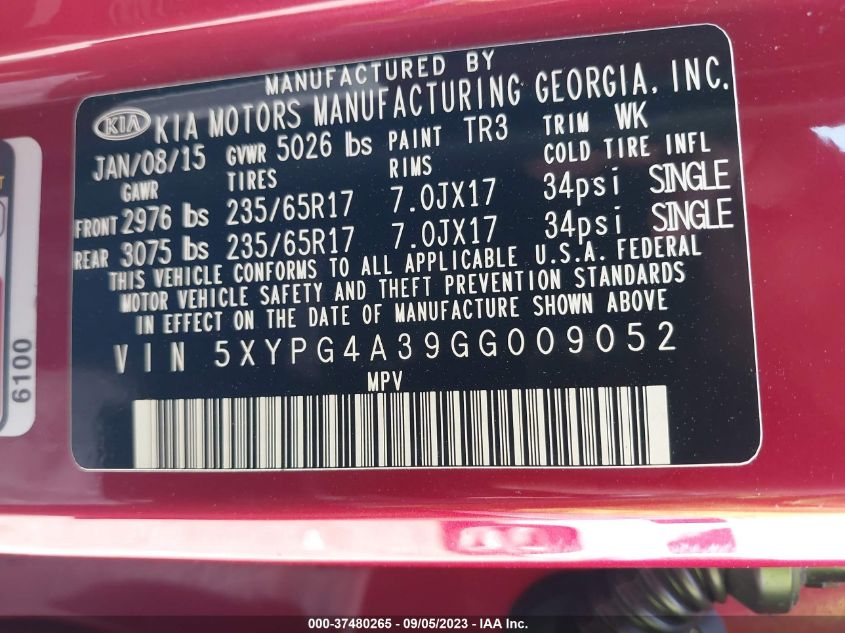 MANUFACTURED BY
KIA KIA MOTORS MANUFACTURING GEORGIA, INC.
JAN/08/15 GVWR 5026 lbs PAINT TR3 TRIM WK
GAWR TIRES RIMS COLD TIRE INFL
FRONT 2976 lbs 235/65R17 7.0JX17 34psi SINGLE
REAR 3075 lbs 235/65R17 7.0JX17 34psi SINGLE
THIS VEHICLE CONFORMS TO ALL APPLICABLE U.S.A. FEDERAL
MOTOR VEHICLE SAFETY AND THEFT PREVENTION STANDARDS
IN EFFECT ON THE DATE OF MANUFACTURE SHOWN ABOVE
VIN 5XYPG4A39GG009052
MPV
6100
000-37480265 - 09/05/2023 - IAA Inc.